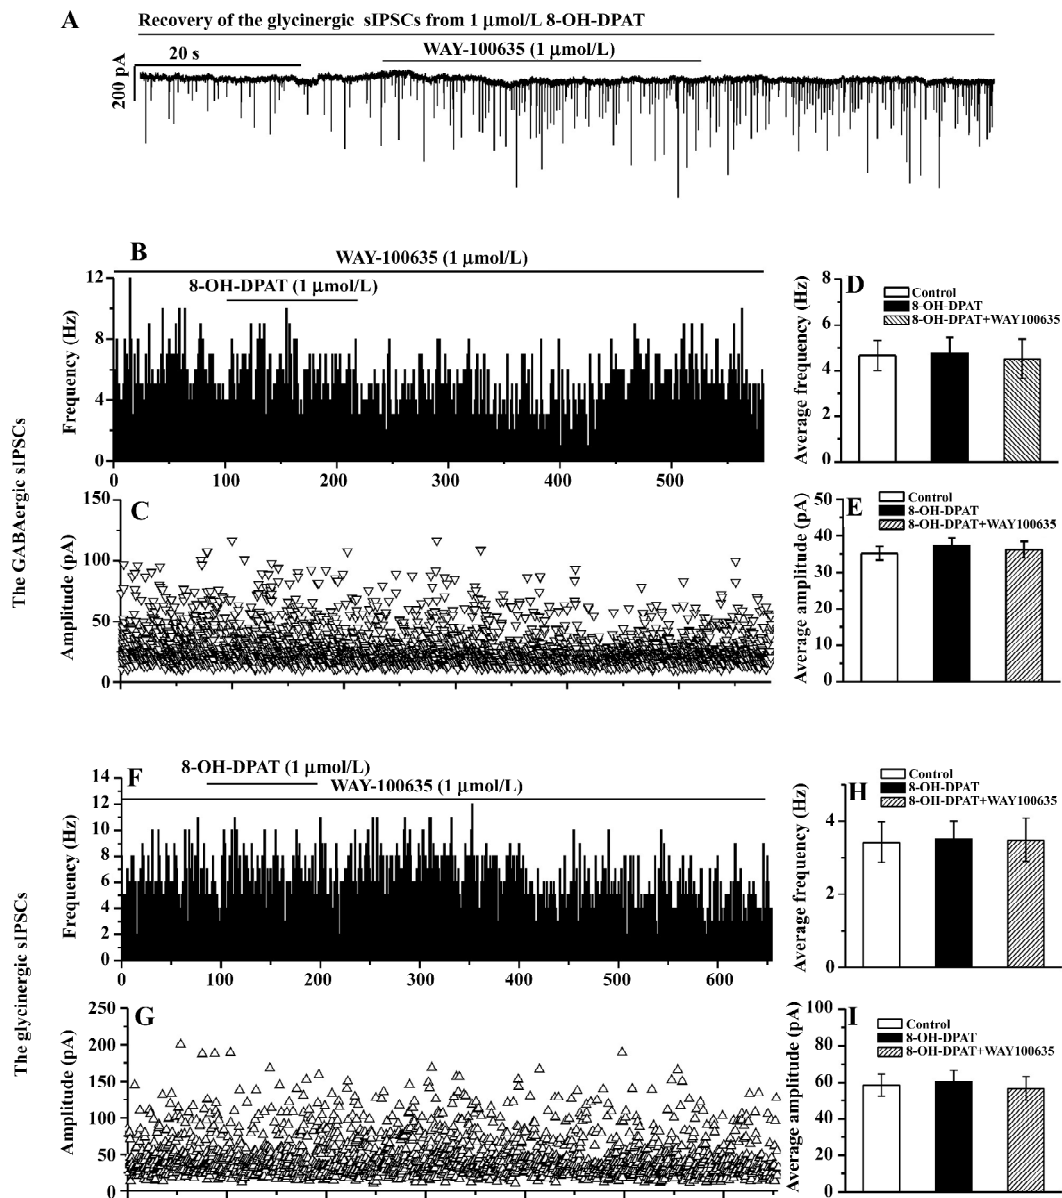 A
Recovery of the glycinergic sIPSCs from 1 μmol/L 8-OH-DPAT
WAY-100635 (1 μmol/L)
20 s
200 pA
The GABAergic sIPSCs
B
WAY-100635 (1 μmol/L)
8-OH-DPAT (1 μmol/L)
Frequency (Hz)
12
8
4
0
0 100 200 300 400 500
D
Control
8-OH-DPAT
8-OH-DPAT+WAY100635
Average frequency (Hz)
8
6
4
2
0
C
Amplitude (pA)
150
100
50
0
E
Control
8-OH-DPAT
8-OH-DPAT+WAY100635
Average amplitude (pA)
50
40
30
20
10
0
The glycinergic sIPSCs
F
8-OH-DPAT (1 μmol/L)
WAY-100635 (1 μmol/L)
Frequency (Hz)
14
12
10
8
6
4
2
0
0 100 200 300 400 500 600
H
Control
8-OH-DPAT
8-OH-DPAT+WAY100635
Average frequency (Hz)
4
2
0
G
Amplitude (pA)
250
200
150
100
50
0
I
Control
8-OH-DPAT
8-OH-DPAT+WAY100635
Average amplitude (pA)
100
80
60
40
20
0